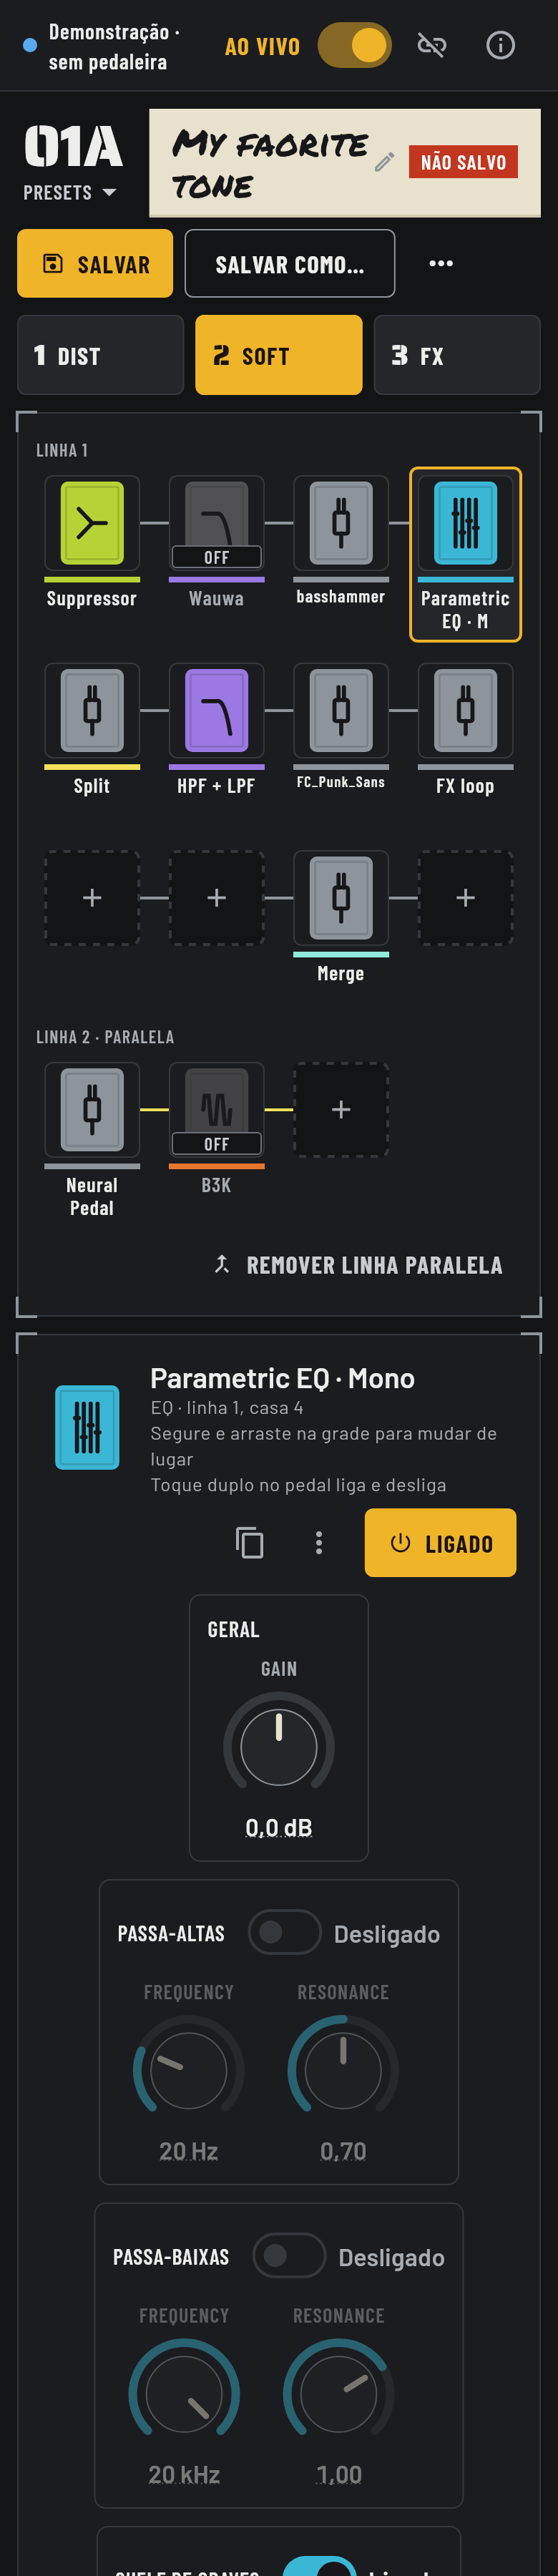 Demonstração ·
sem pedaleira
AO VIVO
01A
PRESETS
My faorite
tone
NÃO SALVO
SALVAR
SALVAR COMO...
1 DIST
2 SOFT
3 FX
LINHA 1
OFF
Suppressor
Wauwa
basshammer
Parametric
EQ · M
Split
HPF + LPF
FC_Punk_Sans
FX loop
Merge
LINHA 2 · PARALELA
OFF
Neural
Pedal
B3K
REMOVER LINHA PARALELA
Parametric EQ · Mono
EQ · linha 1, casa 4
Segure e arraste na grade para mudar de
lugar
Toque duplo no pedal liga e desliga
LIGADO
GERAL
GAIN
0,0 dB
PASSA-ALTAS
Desligado
FREQUENCY
RESONANCE
20 Hz
0,70
PASSA-BAIXAS
Desligado
FREQUENCY
RESONANCE
20 kHz
1,00